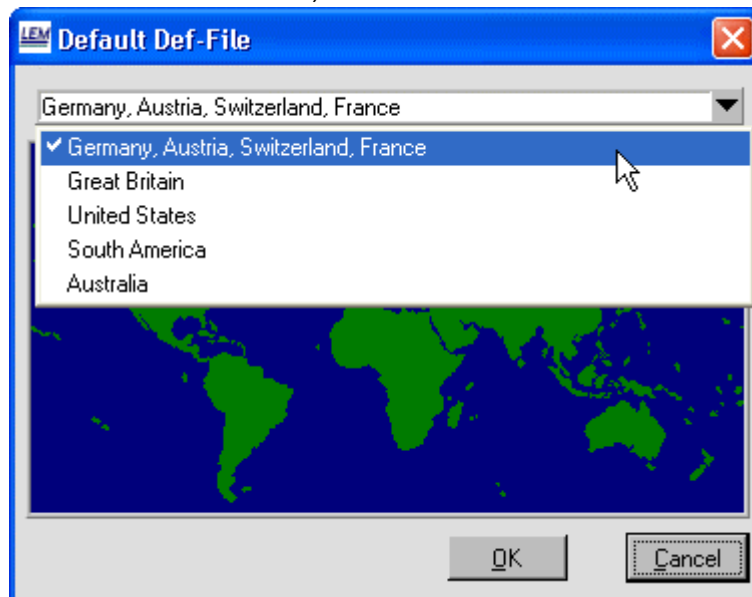 LEM Default Def-File
Germany, Austria, Switzerland, France
Germany, Austria, Switzerland, France
Great Britain
United States
South America
Australia
OK
Cancel